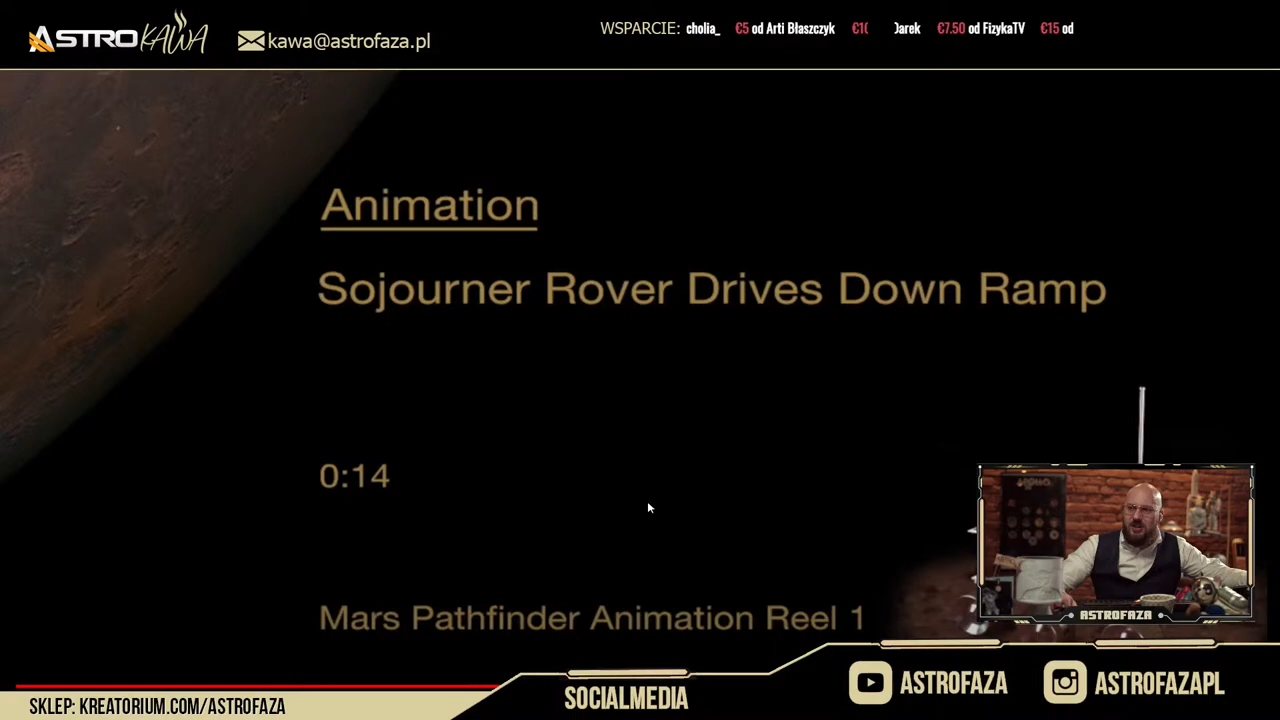 ASTROKAWA
kawa@astrofaza.pl
WSPARCIE: cholia_ €5 od Arti Błaszczyk Jarek €7.50 od FizykaTV €15 od
Animation
Sojourner Rover Drives Down Ramp
0:14
Mars Pathfinder Animation Reel 1
ASTROFAZA
SKLEP: KREATORIUM.COM/ASTROFAZA
SOCIALMEDIA
ASTROFAZA
ASTROFAZAPL